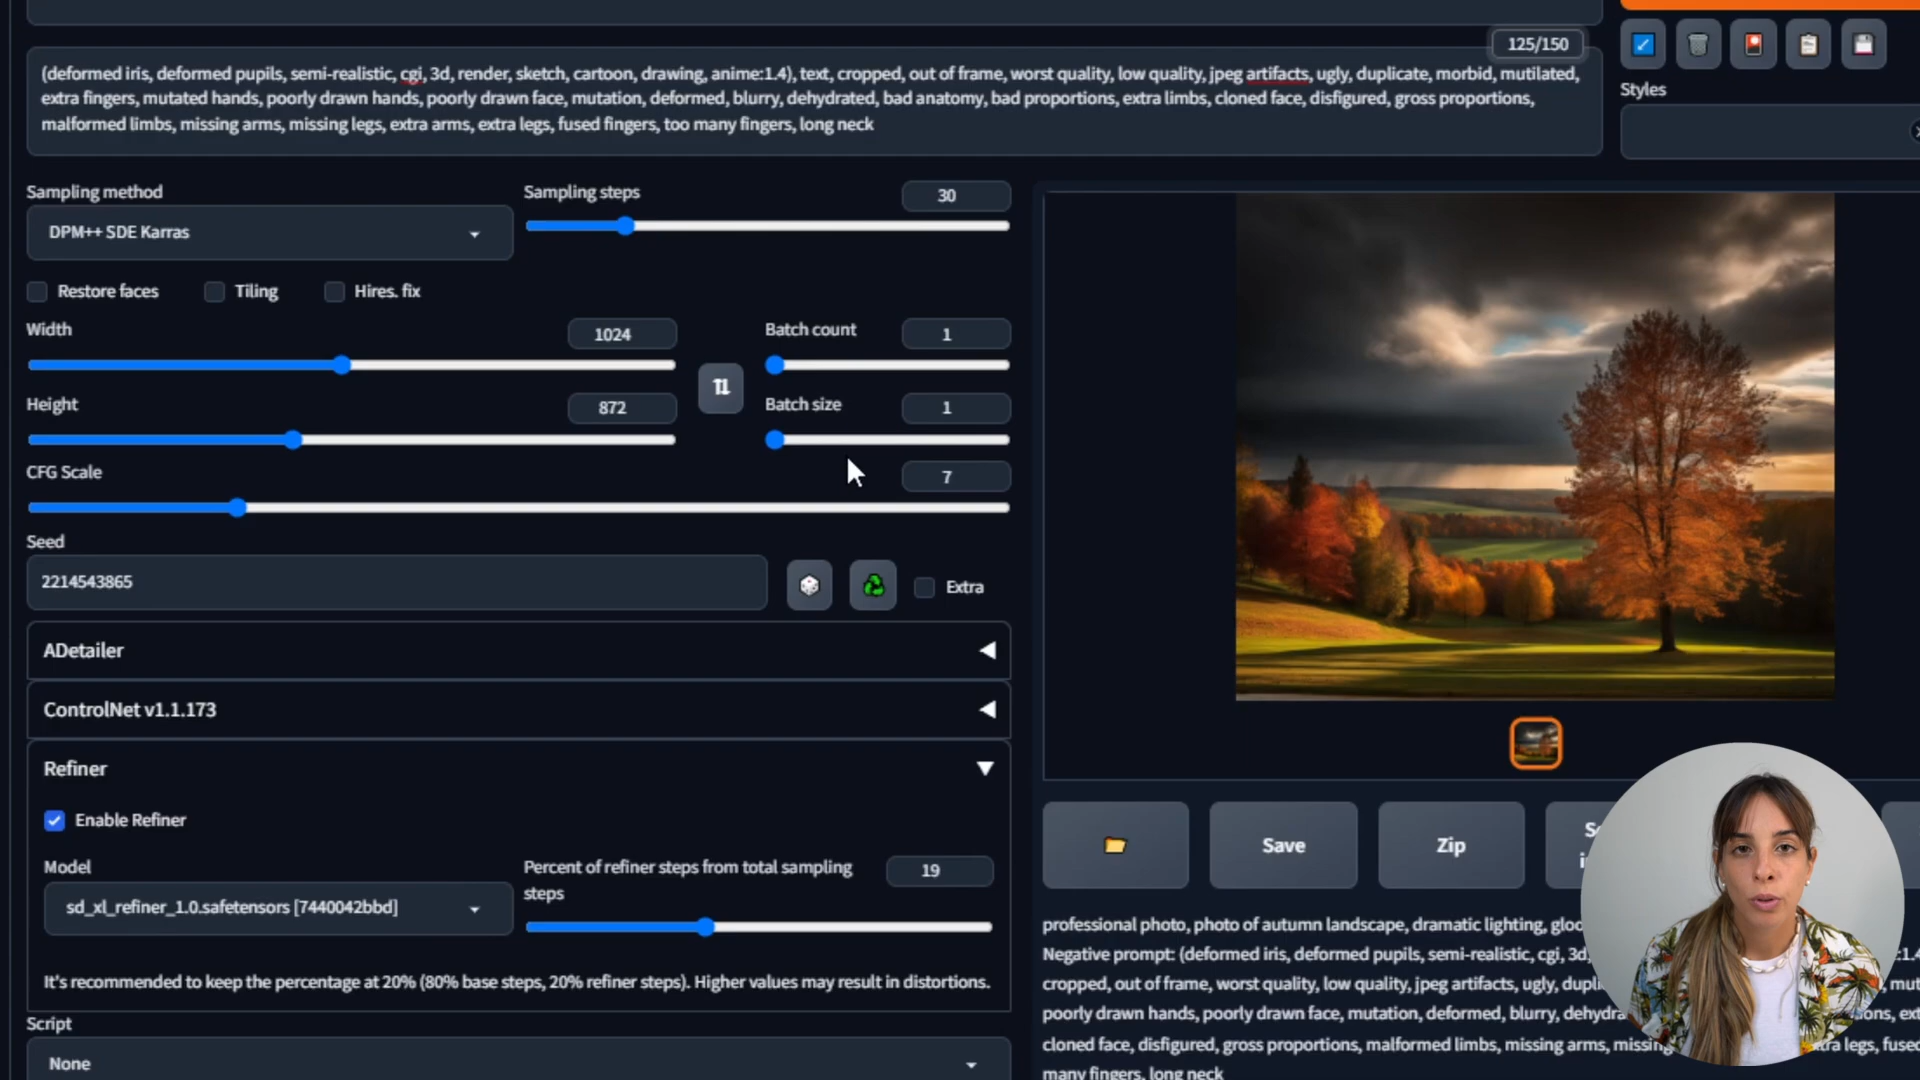 125/150
(deformed iris, deformed pupils, semi-realistic, cgi, 3d, render, sketch, cartoon, drawing, anime:1.4), text, cropped, out of frame, worst quality, low quality, jpeg artifacts, ugly, duplicate, morbid, mutilated,
extra fingers, mutated hands, poorly drawn hands, poorly drawn face, mutation, deformed, blurry, dehydrated, bad anatomy, bad proportions, extra limbs, cloned face, disfigured, gross proportions,
malformed limbs, missing arms, missing legs, extra arms, extra legs, fused fingers, too many fingers, long neck
Styles
Sampling method
DPM++ SDE Karras
Sampling steps
30
Restore faces
Tiling
Hires. fix
Width
1024
Batch count
1
Height
872
Batch size
1
CFG Scale
7
Seed
2214543865
Extra
ADetailer
ControlNet v1.1.173
Refiner
Enable Refiner
Model
sd_xl_refiner_1.0.safetensors [7440042bbd]
Percent of refiner steps from total sampling
steps
19
It's recommended to keep the percentage at 20% (80% base steps, 20% refiner steps). Higher values may result in distortions.
Script
None
Save
Zip
professional photo, photo of autumn landscape, dramatic lighting,
Negative prompt: (deformed iris, deformed pupils, semi-realistic, cgi, 3d,
cropped, out of frame, worst quality, low quality, jpeg artifacts, ugly,
poorly drawn hands, poorly drawn face, mutation, deformed, blurry,
cloned face, disfigured, gross proportions, malformed limbs, missing arms, legs,
many fingers, long neck